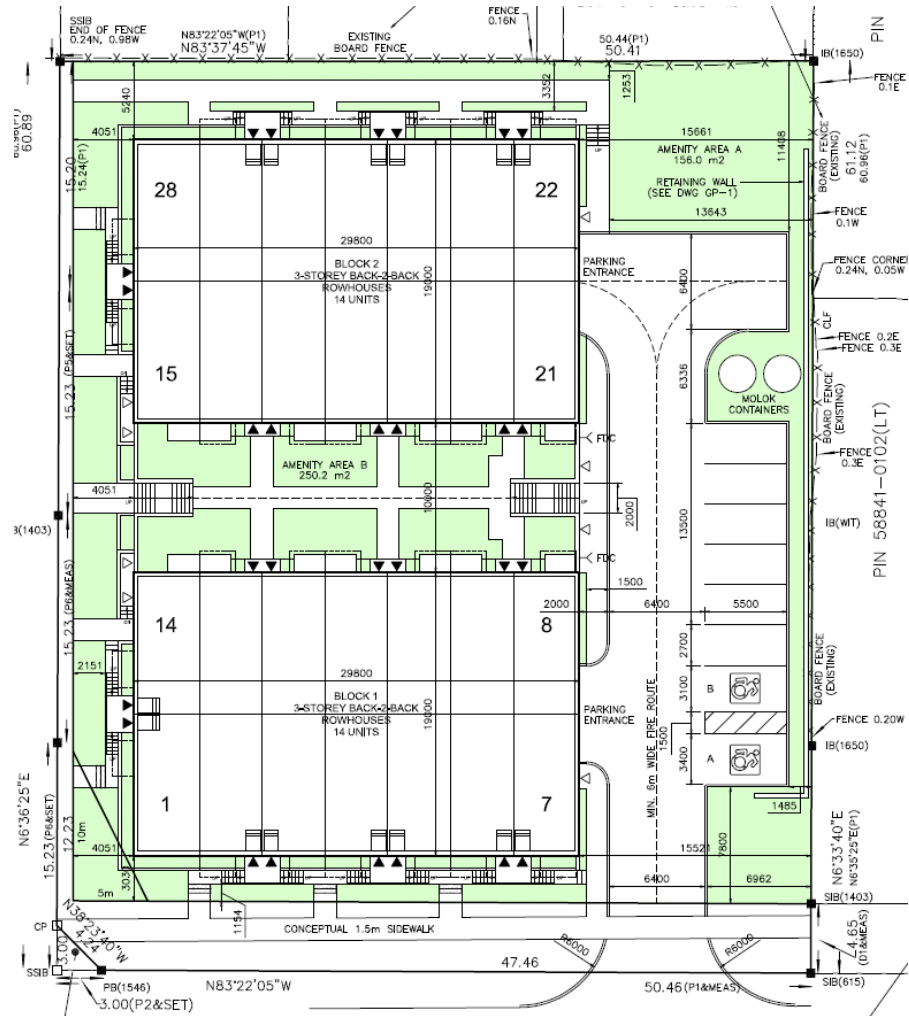 SSIB
END OF FENCE
0.24N, 0.98W
N83°22'05"W(P1)
N83°37'45"W
EXISTING
BOARD FENCE
FENCE
0.16N
50.44(P1)
50.41
IB(1650)
PIN
FENCE
0.1E
60.89
15.20
15.24(P1)
5240
3352
1253
4051
15661
AMENITY AREA A
156.0 m2
11408
RETAINING WALL
(SEE DWG GP-1)
13643
BOARD FENCE
(EXISTING)
61.12
60.96(P1)
FENCE
0.1W
28
22
29800
BLOCK 2
3-STOREY BACK-2-BACK
ROWHOUSES
14 UNITS
19000
PARKING
ENTRANCE
6400
FENCE CORNER
0.24N, 0.05W
CLF
FENCE 0.2E
FENCE 0.3E
15.23 (P5&SET)
15
21
6336
MOLOK
CONTAINERS
BOARD FENCE
(EXISTING)
FDC
AMENITY AREA B
250.2 m2
FENCE
0.3E
4051
10000
2000
13500
IB(WIT)
PIN 58841-0102(LT)
B(1403)
FDC
15.23 (P6&MEAS)
1500
2000
6400
5500
14
8
2700
2151
29800
BLOCK 1
3-STOREY BACK-2-BACK
ROWHOUSES
14 UNITS
19000
PARKING
ENTRANCE
MIN. 6m WIDE FIRE ROUTE
3100
B
1500
BOARD FENCE
(EXISTING)
FENCE 0.20W
IB(1650)
3400
A
N6°36'25"E
15.23(P6&SET)
12.23
10m
1
7
1485
4051
15521
7800
N6°33'40"E
N6°35'25"E(P1)
5m
3036
6400
6962
SIB(1403)
1154
CP
N38°23'40"W
4.24
3.00
CONCEPTUAL 1.5m SIDEWALK
R6000
R6000
4.65
(D1&MEAS)
SSIB
47.46
PB(1546)
N83°22'05"W
50.46(P1&MEAS)
SIB(615)
3.00(P2&SET)